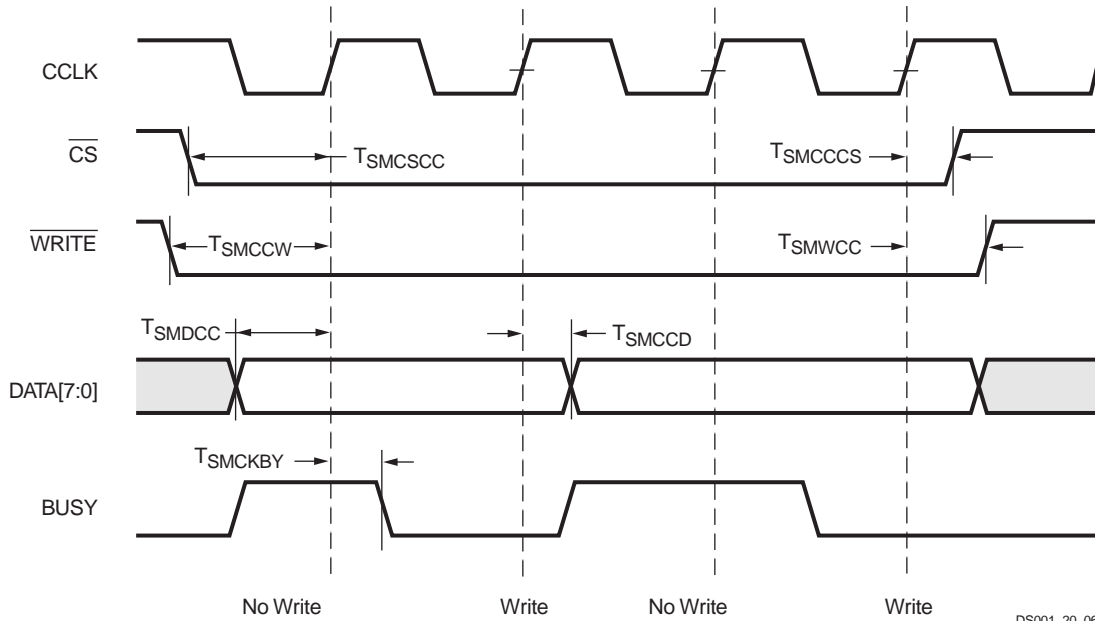 CCLK
CS
TSMCSCC
TSMCCCS
WRITE
TSMCCW
TSMWCC
TSMDCC
TSMCCD
DATA[7:0]
TSMCKBY
BUSY
No Write
Write
No Write
Write
DS001_20_06